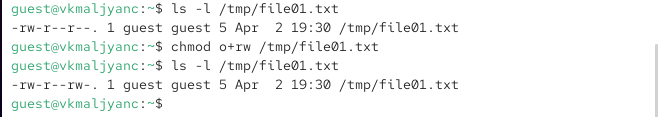 guest@vkmaljyanc:~$ ls -l /tmp/file01.txt
-rw-r--r--. 1 guest guest 5 Apr  2 19:30 /tmp/file01.txt
guest@vkmaljyanc:~$ chmod o+rw /tmp/file01.txt
guest@vkmaljyanc:~$ ls -l /tmp/file01.txt
-rw-r--rw-. 1 guest guest 5 Apr  2 19:30 /tmp/file01.txt
guest@vkmaljyanc:~$